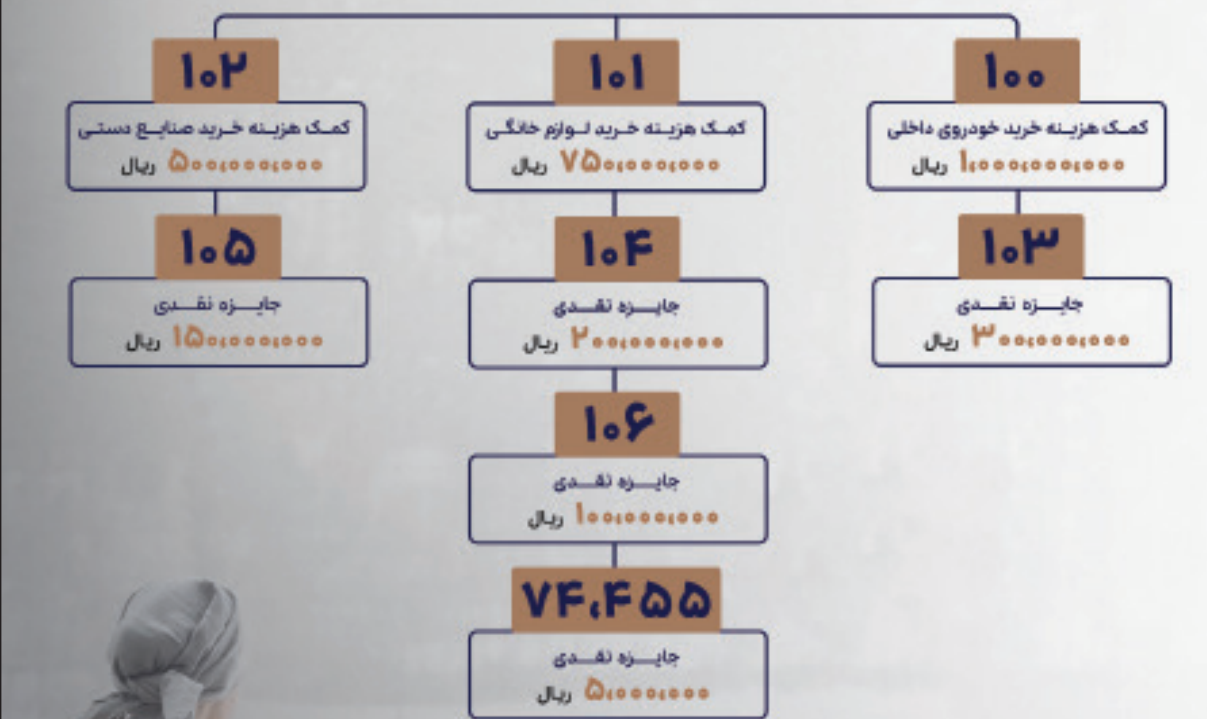 ۱۰۰
کمک هزینه خرید خودروی داخلی
۱،۰۰۰،۰۰۰،۰۰۰ ریال
۱۰۱
کمک هزینه خرید لوازم خانگی
۷۵۰،۰۰۰،۰۰۰ ریال
۱۰۲
کمک هزینه خرید صنایع دستی
۵۰۰،۰۰۰،۰۰۰ ریال
۱۰۳
جایزه نقدی
۳۰۰،۰۰۰،۰۰۰ ریال
۱۰۴
جایزه نقدی
۲۰۰،۰۰۰،۰۰۰ ریال
۱۰۵
جایزه نقدی
۱۵۰،۰۰۰،۰۰۰ ریال
۱۰۶
جایزه نقدی
۱۰۰،۰۰۰،۰۰۰ ریال
۷۴،۴۵۵
جایزه نقدی
۵،۰۰۰،۰۰۰ ریال